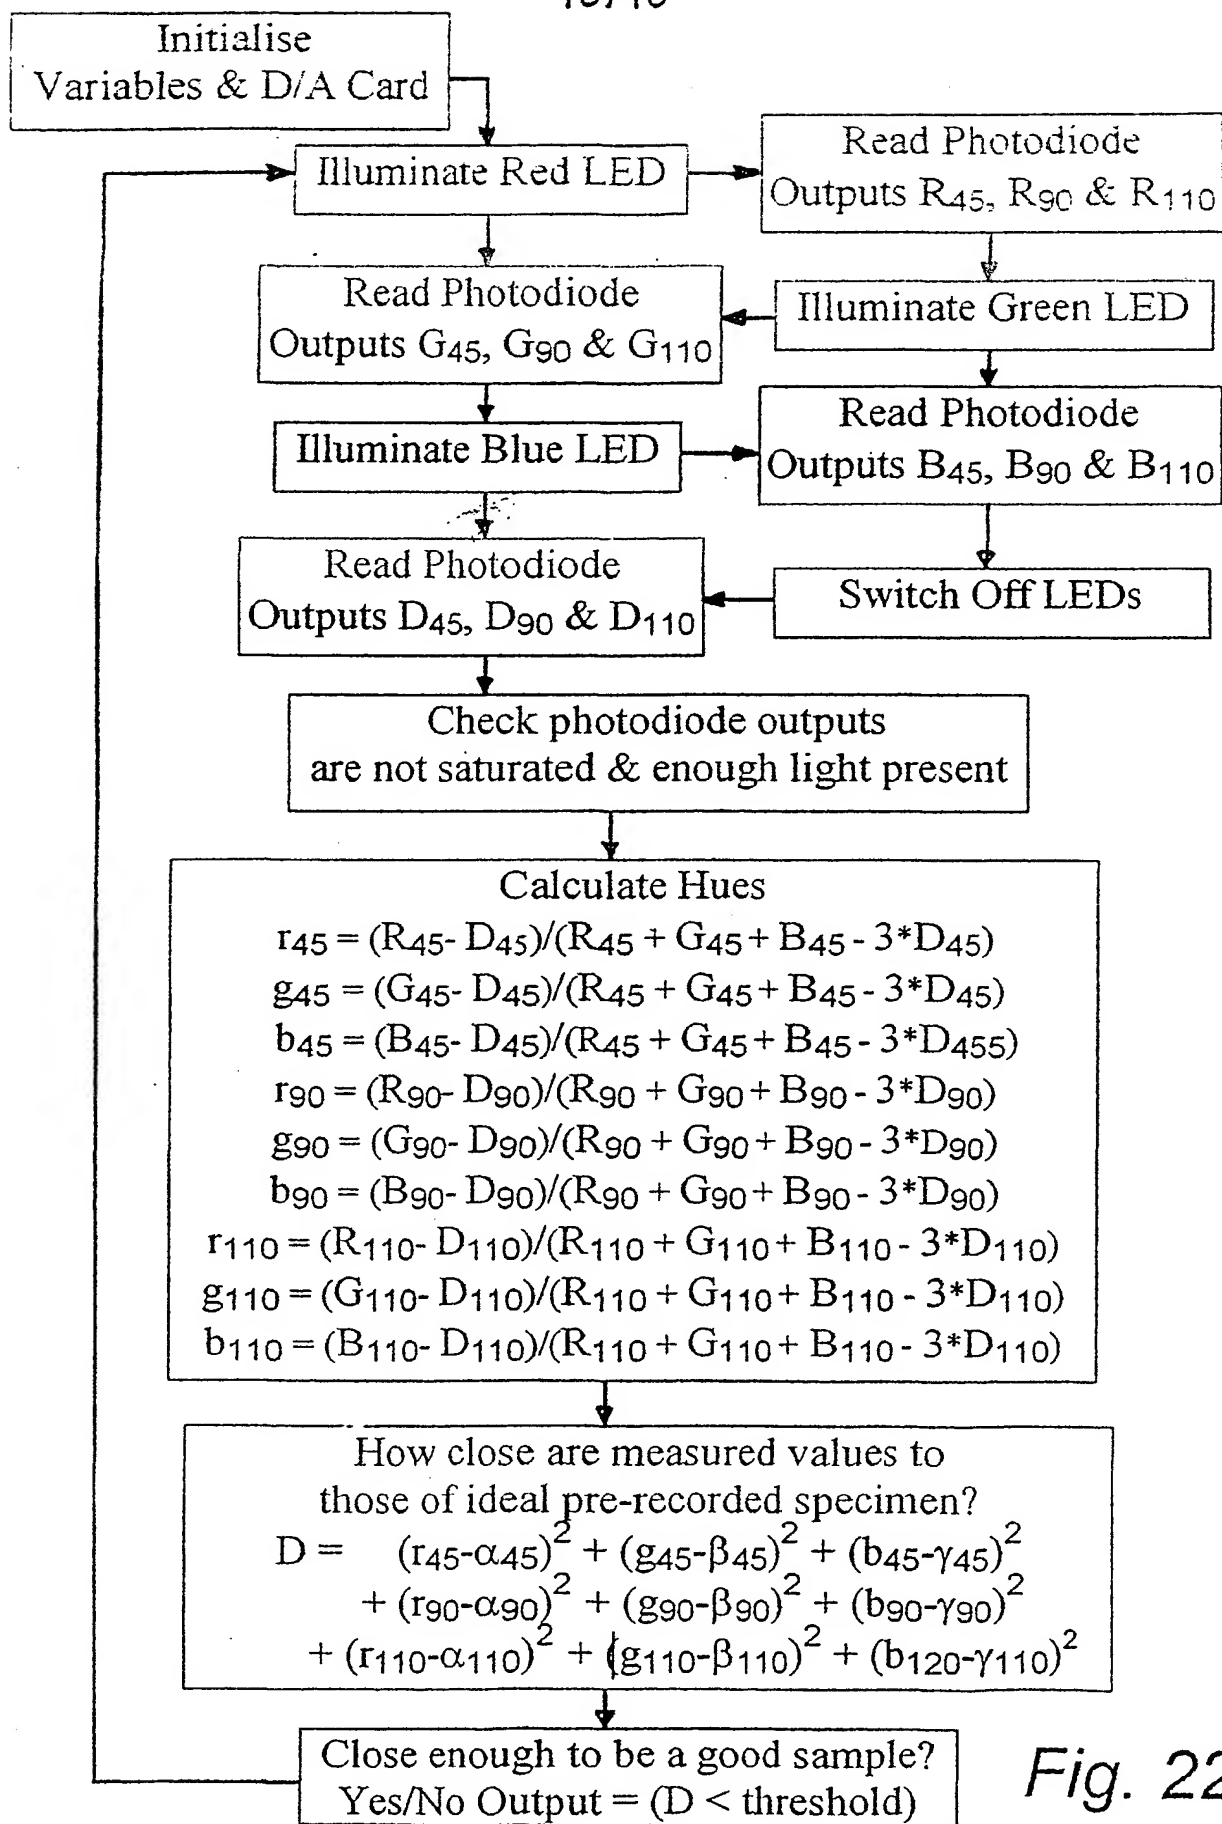 Initialise
Variables & D/A Card
Illuminate Red LED
Read Photodiode
Outputs R45, R90 & R110
Read Photodiode
Outputs G45, G90 & G110
Illuminate Green LED
Illuminate Blue LED
Read Photodiode
Outputs B45, B90 & B110
Read Photodiode
Outputs D45, D90 & D110
Switch Off LEDs
Check photodiode outputs
are not saturated & enough light present
Calculate Hues
r45 = (R45- D45)/(R45 + G45 + B45 - 3*D45)
g45 = (G45- D45)/(R45 + G45 + B45 - 3*D45)
b45 = (B45- D45)/(R45 + G45 + B45 - 3*D455)
r90 = (R90- D90)/(R90 + G90 + B90 - 3*D90)
g90 = (G90- D90)/(R90 + G90 + B90 - 3*D90)
b90 = (B90- D90)/(R90 + G90 + B90 - 3*D90)
r110 = (R110- D110)/(R110 + G110 + B110 - 3*D110)
g110 = (G110- D110)/(R110 + G110 + B110 - 3*D110)
b110 = (B110- D110)/(R110 + G110 + B110 - 3*D110)
How close are measured values to
those of ideal pre-recorded specimen?
D = (r45-α45)² + (g45-β45)² + (b45-γ45)²
+ (r90-α90)² + (g90-β90)² + (b90-γ90)²
+ (r110-α110)² + (g110-β110)² + (b120-γ110)²
Close enough to be a good sample?
Yes/No Output = (D < threshold)
Fig. 22